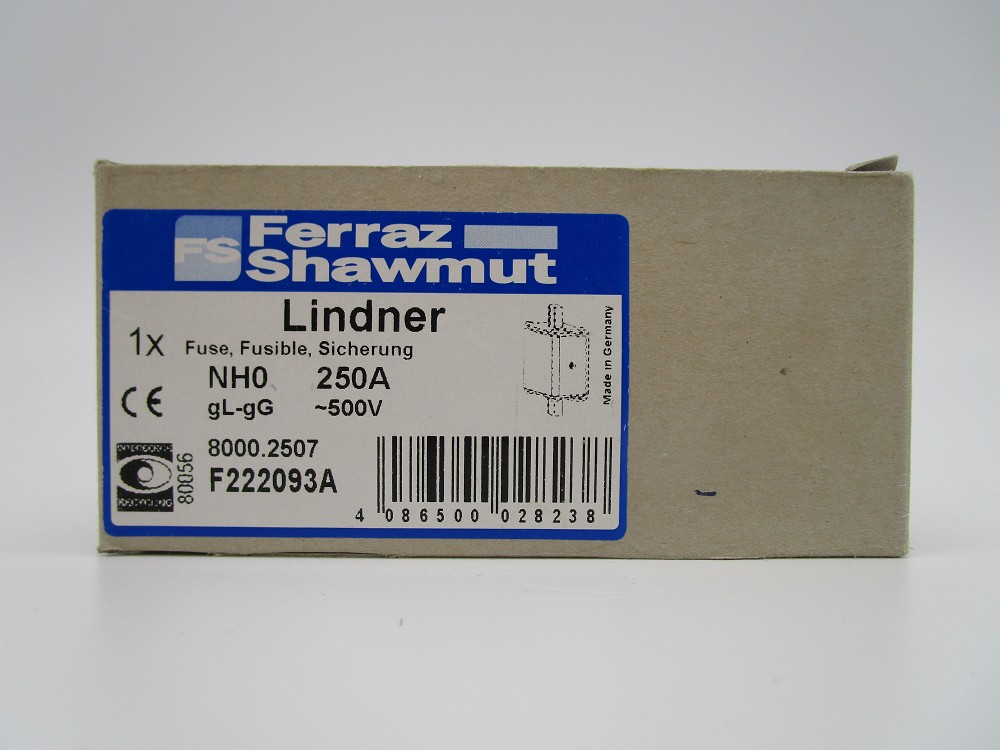 FS Ferraz
Shawmut
Lindner
1x Fuse, Fusible, Sicherung
NH0 250A
gL-gG ~500V
CE
Made in Germany
8000.2507
F222093A
80056
RECYCLING
4 086500 028238